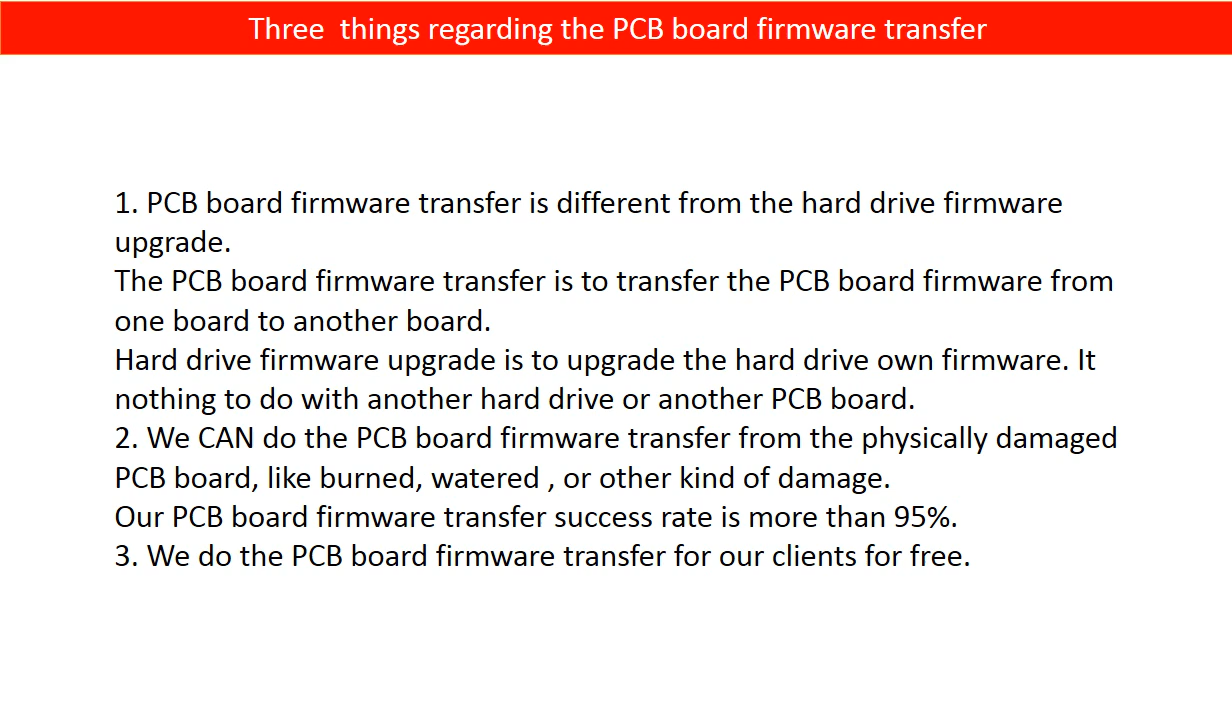 Three  things regarding the PCB board firmware transfer
1. PCB board firmware transfer is different from the hard drive firmware
upgrade.
The PCB board firmware transfer is to transfer the PCB board firmware from
one board to another board.
Hard drive firmware upgrade is to upgrade the hard drive own firmware. It
nothing to do with another hard drive or another PCB board.
2. We CAN do the PCB board firmware transfer from the physically damaged
PCB board, like burned, watered , or other kind of damage.
Our PCB board firmware transfer success rate is more than 95%.
3. We do the PCB board firmware transfer for our clients for free.